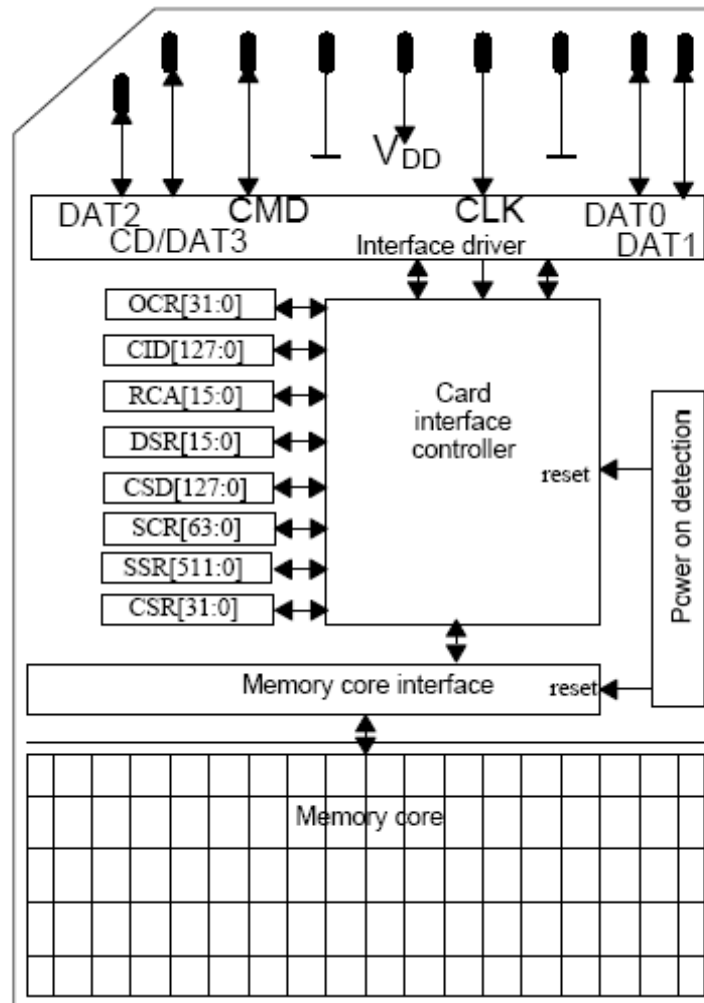 V_DD
DAT2 CMD CLK DAT0
CD/DAT3 Interface driver DAT1
OCR[31:0]
CID[127:0]
RCA[15:0]
DSR[15:0]
CSD[127:0]
SCR[63:0]
SSR[511:0]
CSR[31:0]
Card
interface
controller
reset
Power on detection
Memory core interface reset
Memory core